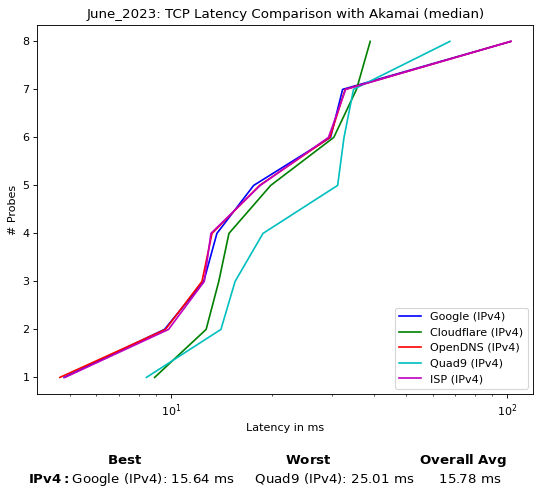 June_2023: TCP Latency Comparison with Akamai (median)
8
7
6
5
4
3
2
1
# Probes
Google (IPv4)
Cloudflare (IPv4)
OpenDNS (IPv4)
Quad9 (IPv4)
ISP (IPv4)
10¹ 10²
Latency in ms
Best Worst Overall Avg
IPv4: Google (IPv4): 15.64 ms Quad9 (IPv4): 25.01 ms 15.78 ms